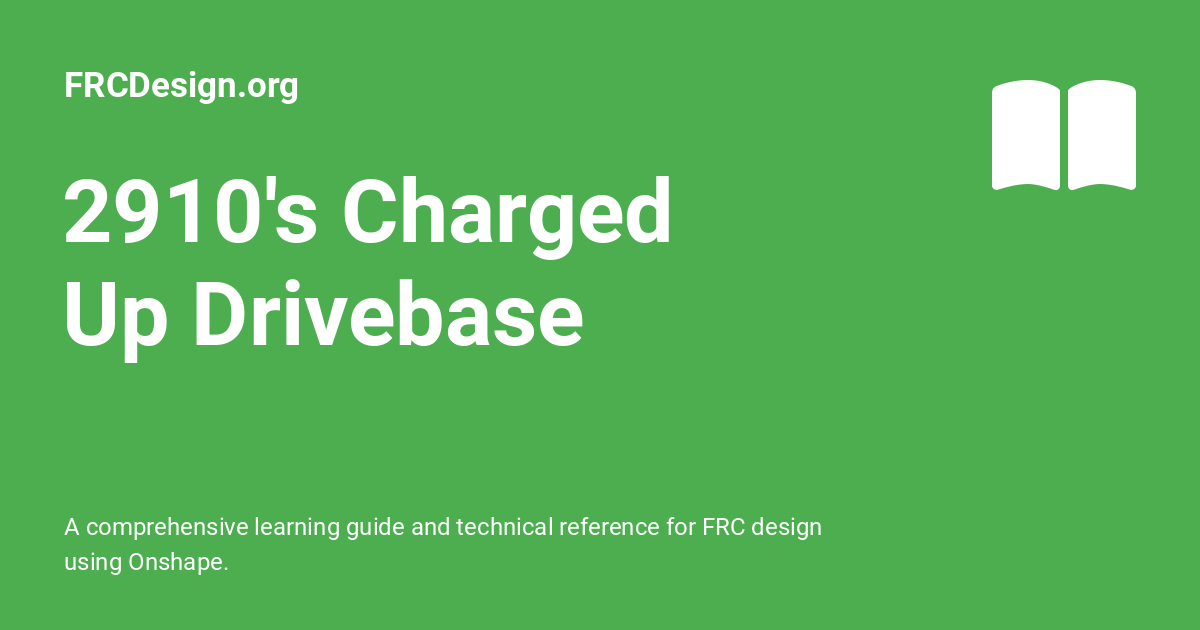 FRCDesign.org
2910's Charged
Up Drivebase
A comprehensive learning guide and technical reference for FRC design
using Onshape.